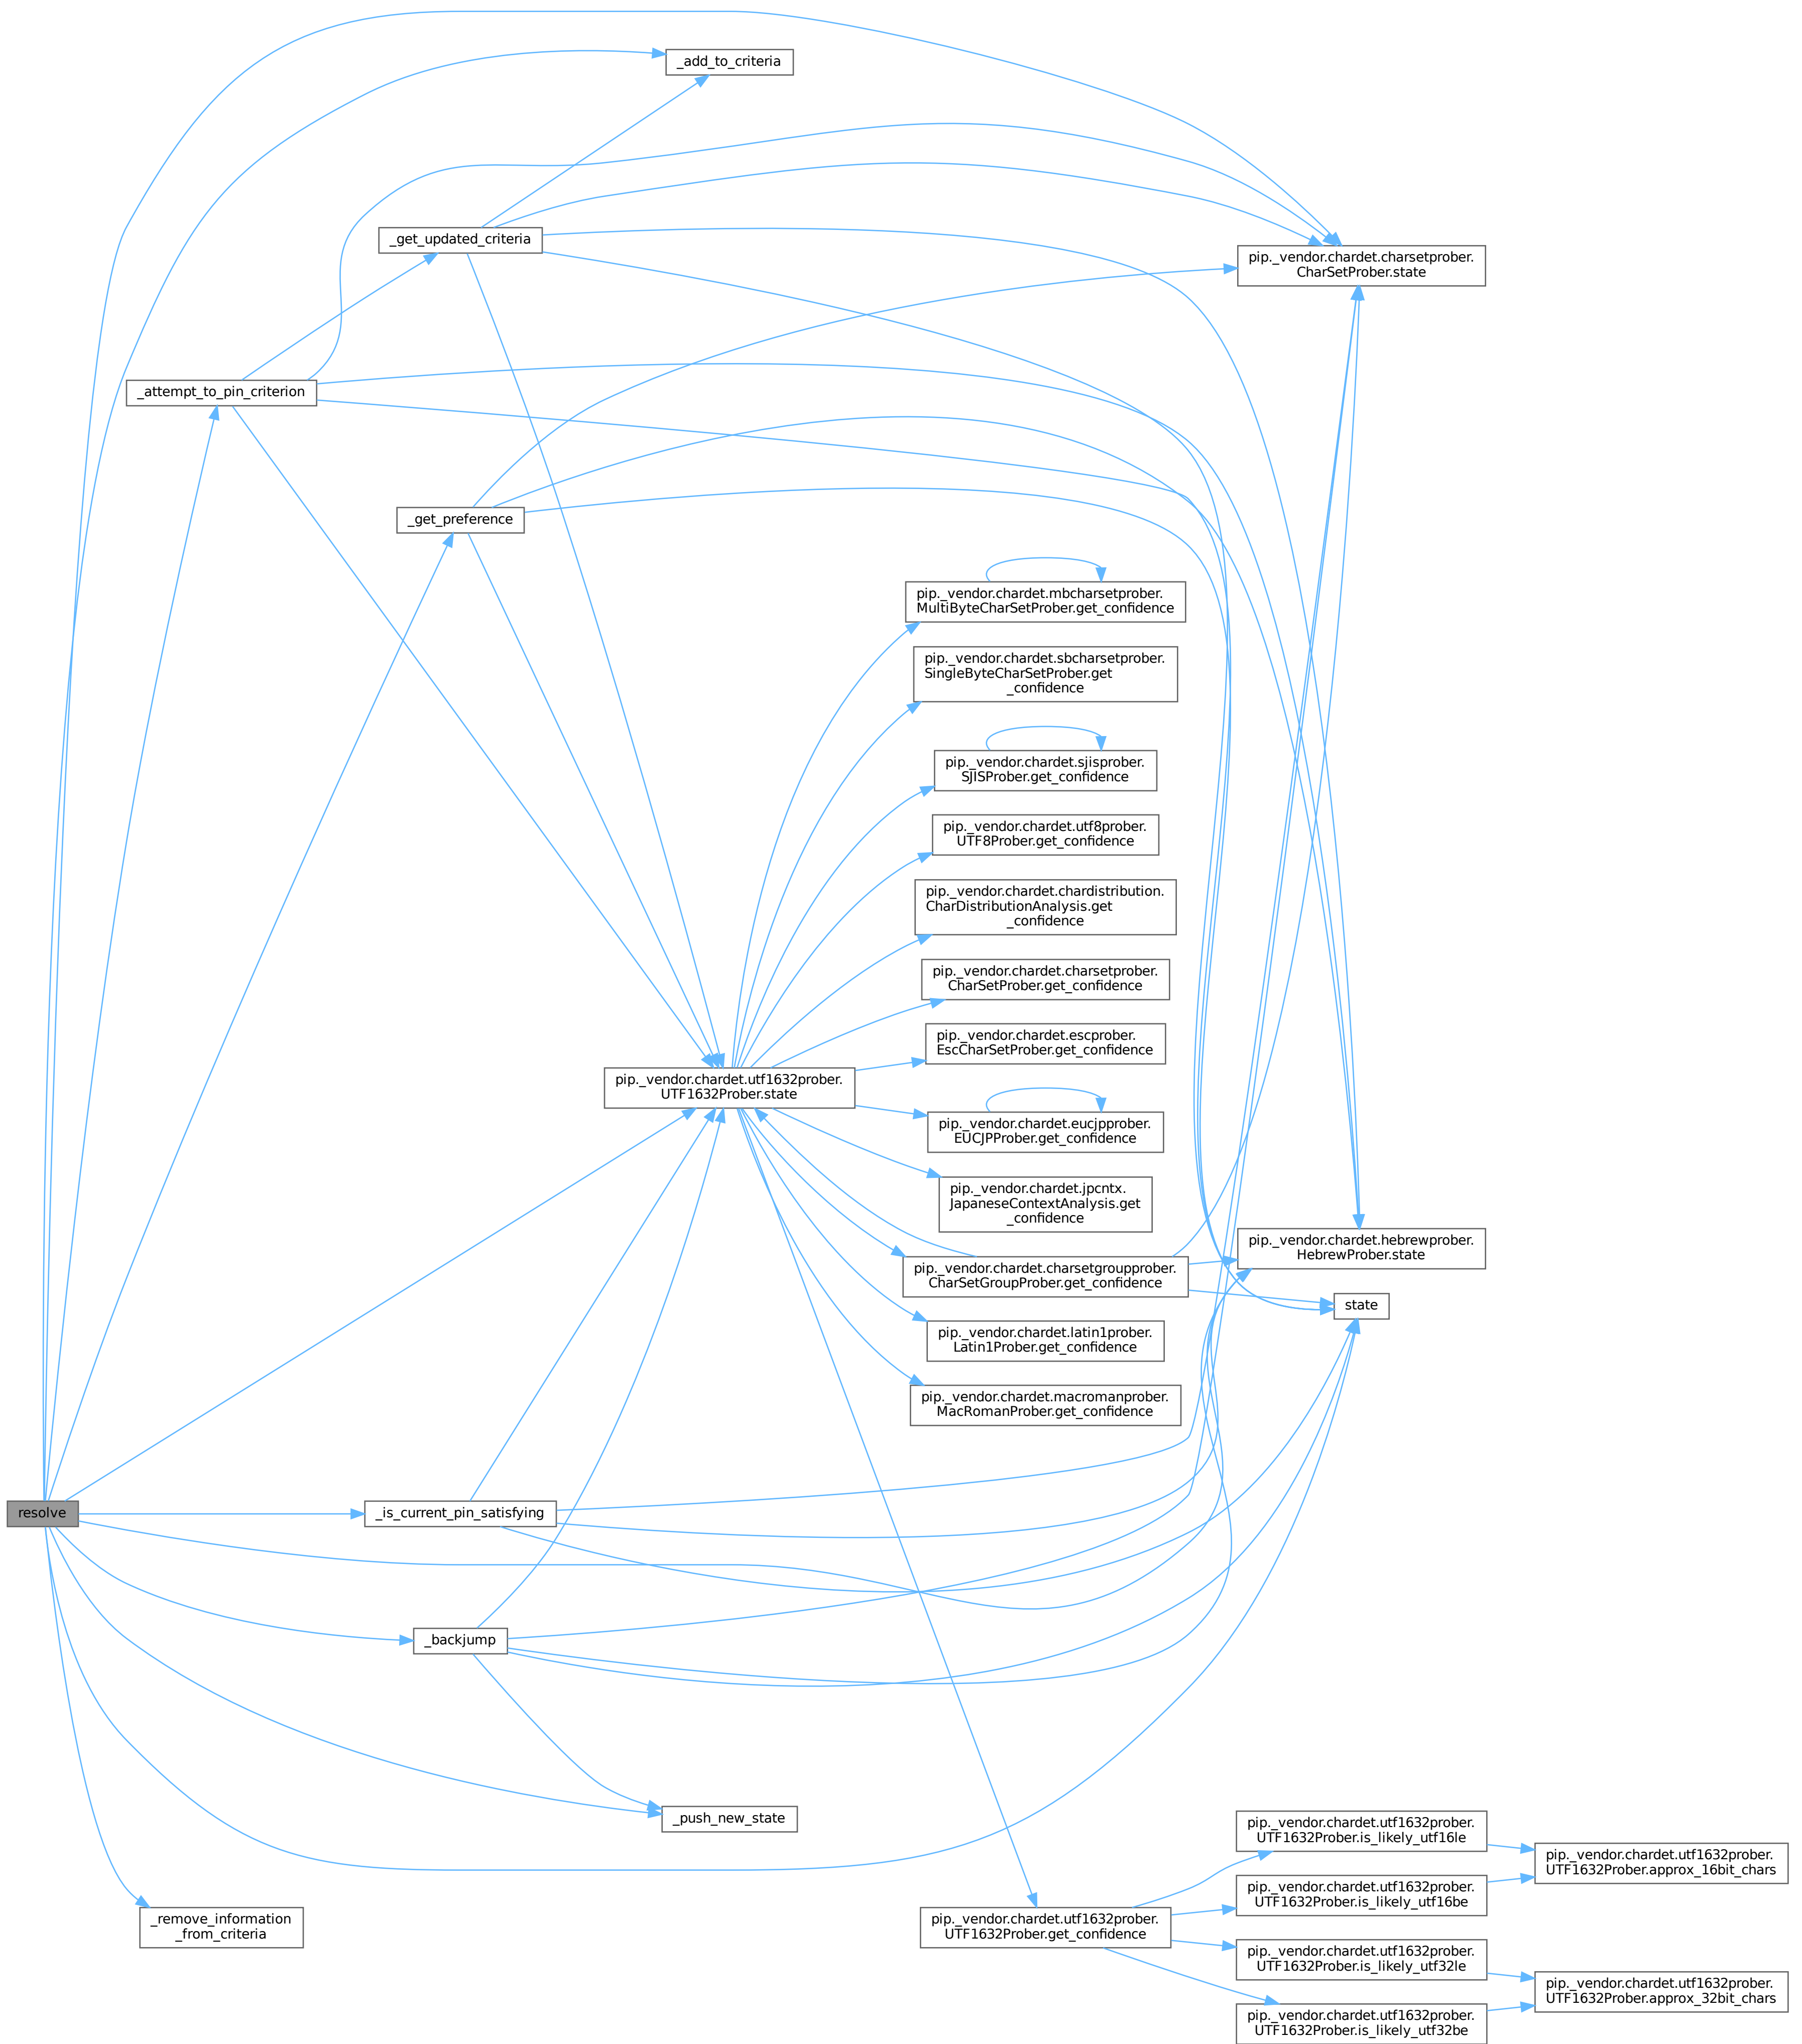 _add_to_criteria
_get_updated_criteria
pip._vendor.chardet.charsetprober.
CharSetProber.state
_attempt_to_pin_criterion
_get_preference
pip._vendor.chardet.mbcharsetprober.
MultiByteCharSetProber.get_confidence
pip._vendor.chardet.sbcharsetprober.
SingleByteCharSetProber.get
_confidence
pip._vendor.chardet.sjisprober.
SJISProber.get_confidence
pip._vendor.chardet.utf8prober.
UTF8Prober.get_confidence
pip._vendor.chardet.chardistribution.
CharDistributionAnalysis.get
_confidence
pip._vendor.chardet.charsetprober.
CharSetProber.get_confidence
pip._vendor.chardet.escprober.
EscCharSetProber.get_confidence
pip._vendor.chardet.utf1632prober.
UTF1632Prober.state
pip._vendor.chardet.eucjpprober.
EUCJPProber.get_confidence
pip._vendor.chardet.jpcntx.
JapaneseContextAnalysis.get
_confidence
pip._vendor.chardet.hebrewprober.
HebrewProber.state
pip._vendor.chardet.charsetgroupprober.
CharSetGroupProber.get_confidence
state
pip._vendor.chardet.latin1prober.
Latin1Prober.get_confidence
pip._vendor.chardet.macromanprober.
MacRomanProber.get_confidence
resolve
_is_current_pin_satisfying
_backjump
_push_new_state
pip._vendor.chardet.utf1632prober.
UTF1632Prober.is_likely_utf16le
pip._vendor.chardet.utf1632prober.
UTF1632Prober.approx_16bit_chars
pip._vendor.chardet.utf1632prober.
UTF1632Prober.is_likely_utf16be
_remove_information
_from_criteria
pip._vendor.chardet.utf1632prober.
UTF1632Prober.get_confidence
pip._vendor.chardet.utf1632prober.
UTF1632Prober.is_likely_utf32le
pip._vendor.chardet.utf1632prober.
UTF1632Prober.approx_32bit_chars
pip._vendor.chardet.utf1632prober.
UTF1632Prober.is_likely_utf32be